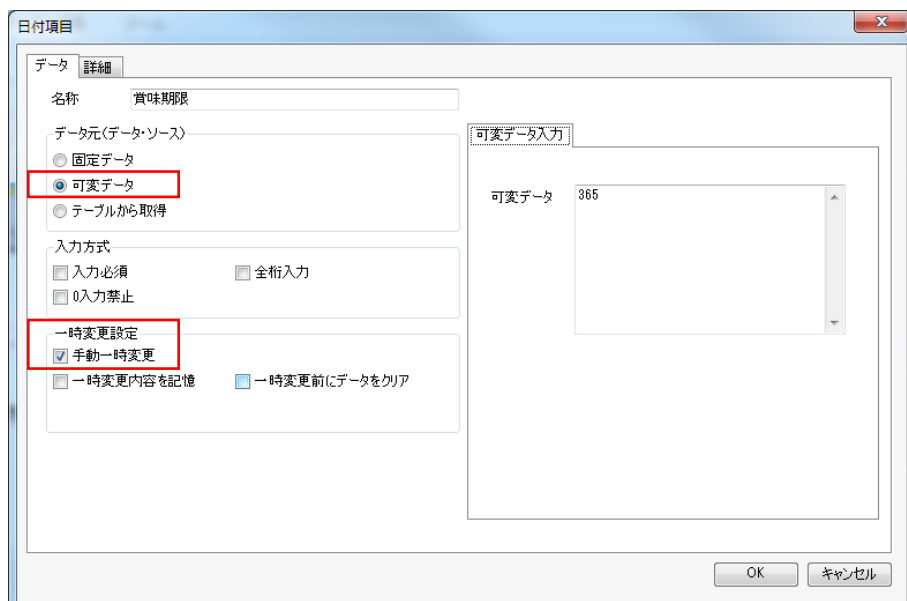 日付項目
データ 詳細
名称 賞味期限
データ元(データ・ソース)
固定データ
可変データ
テーブルから取得
入力方式
入力必須 全桁入力
0入力禁止
一時変更設定
手動一時変更
一時変更内容を記憶 一時変更前にデータをクリア
可変データ入力
可変データ 365
OK キャンセル